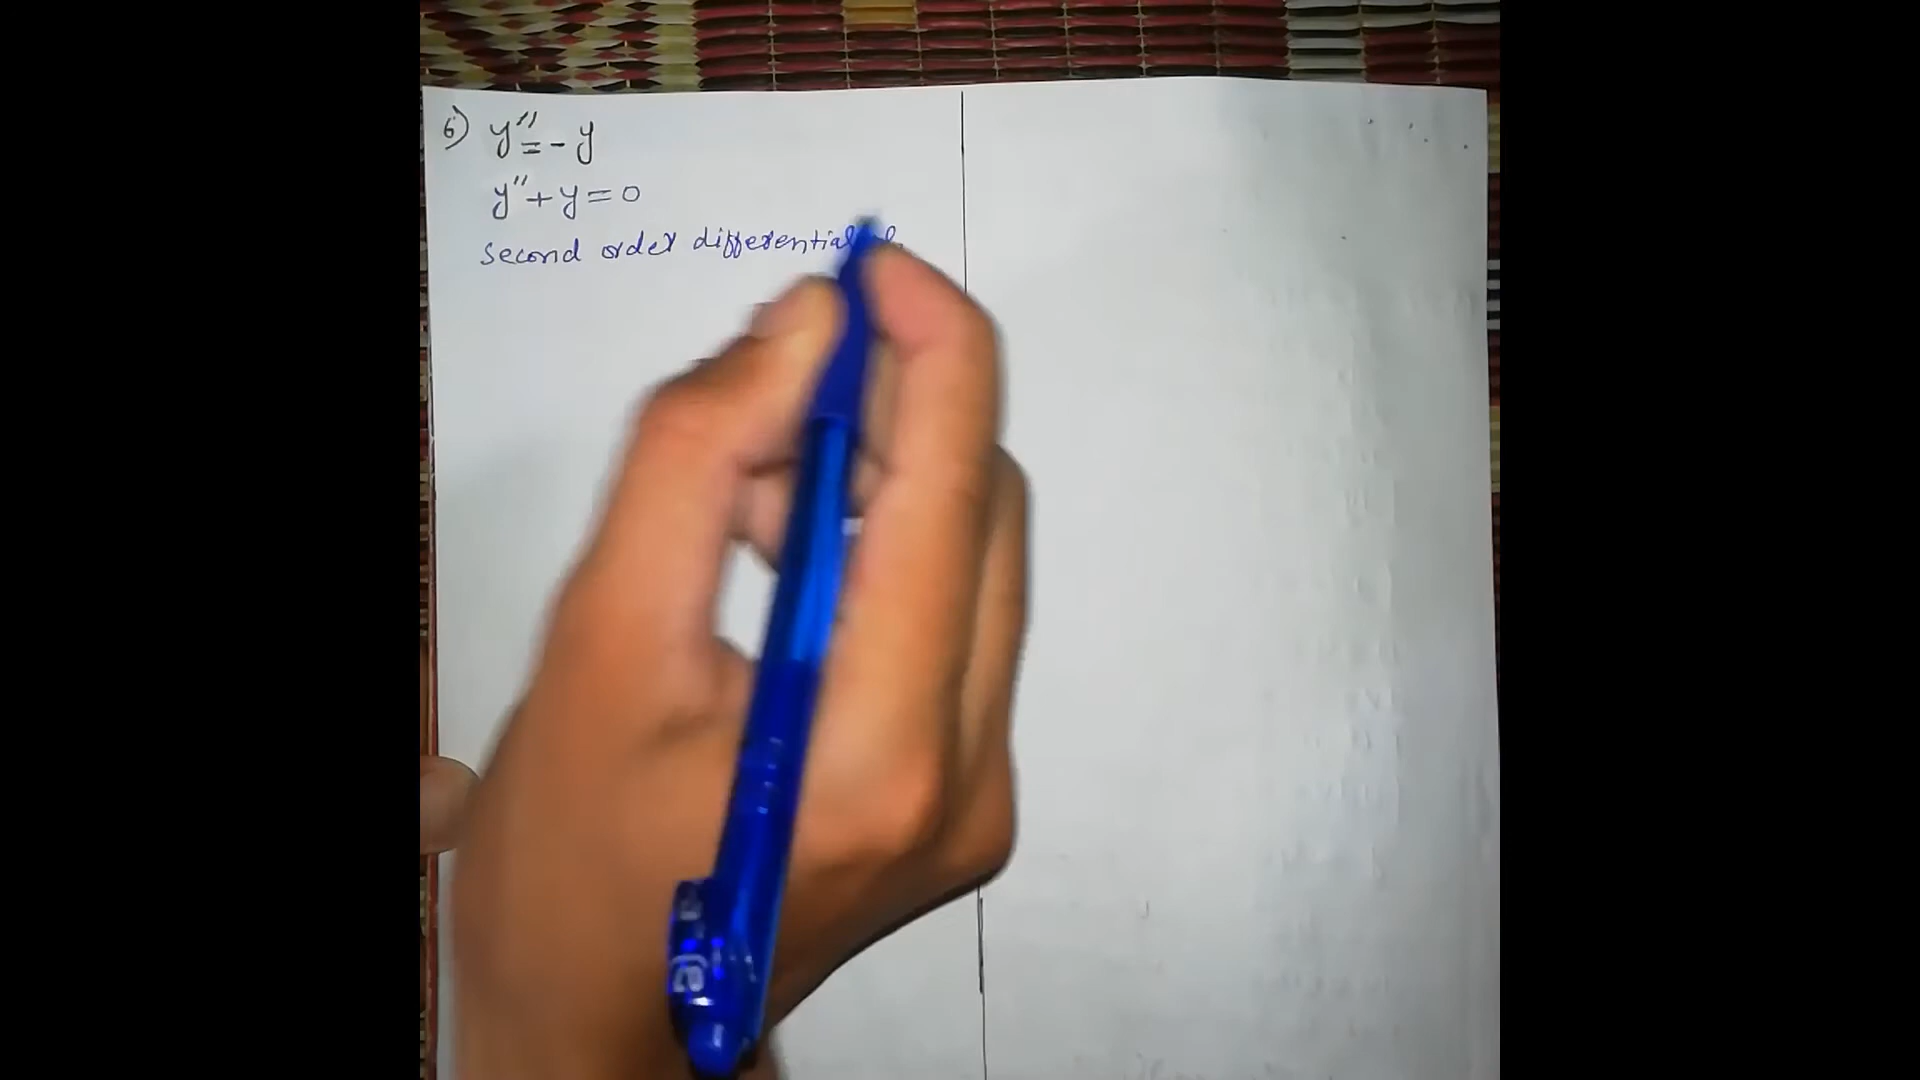 6) y'' = - y
y'' + y = 0
second order differential